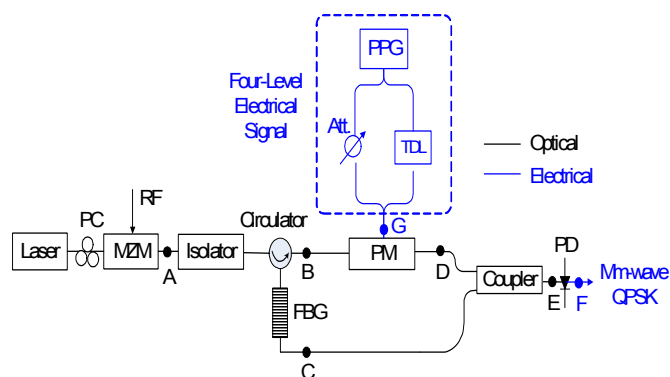 PPG
Four-Level
Electrical
Signal
Att.
TDL
Optical
Electrical
G
RF
PC
Circulator
Laser
MZM
Isolator
PM
PD
A
B
D
Coupler
Mm-wave
QPSK
E
F
FBG
C